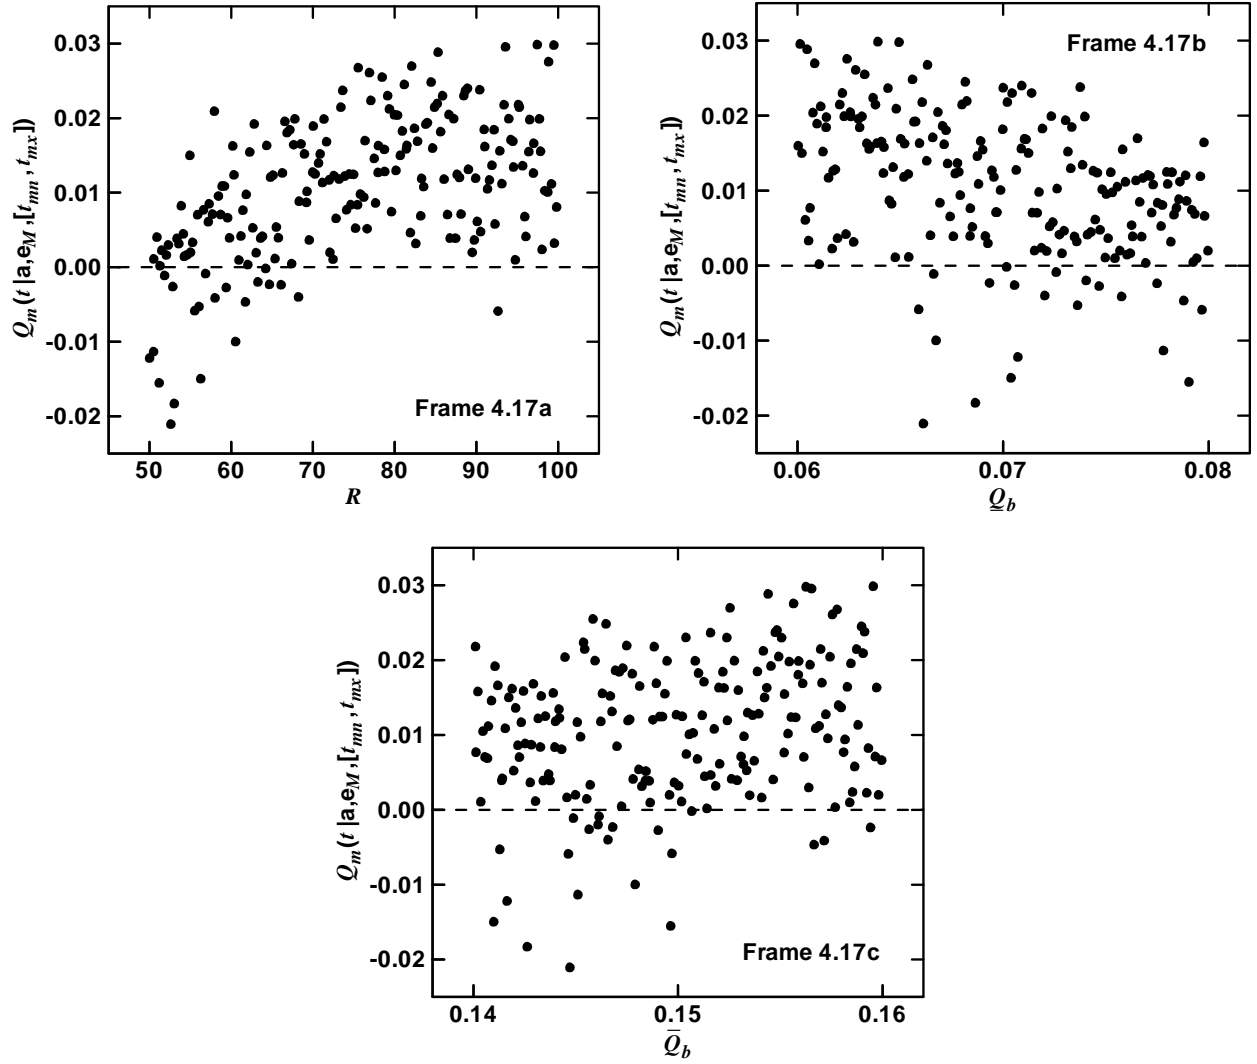 0.03
0.02
0.01
0.00
-0.01
-0.02
Q_m(t |a,e_M,[t_mn, t_mx])
Frame 4.17a
50 60 70 80 90 100
R
0.03
0.02
0.01
0.00
-0.01
-0.02
Q_m(t |a,e_M,[t_mn, t_mx])
Frame 4.17b
0.06 0.07 0.08
Q̳_b
0.03
0.02
0.01
0.00
-0.01
-0.02
Q_m(t |a,e_M,[t_mn, t_mx])
Frame 4.17c
0.14 0.15 0.16
Q̄_b